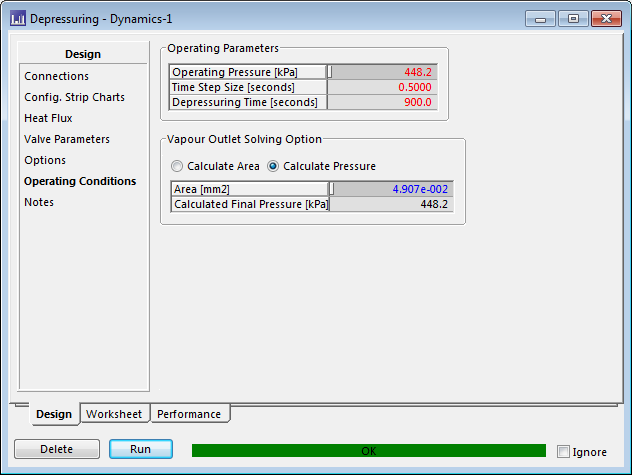 Depressuring - Dynamics-1
Design
Connections
Config. Strip Charts
Heat Flux
Valve Parameters
Options
Operating Conditions
Notes
Operating Parameters
Operating Pressure [kPa] 448.2
Time Step Size [seconds] 0.5000
Depressuring Time [seconds] 900.0
Vapour Outlet Solving Option
Calculate Area Calculate Pressure
Area [mm2] 4.907e-002
Calculated Final Pressure [kPa] 448.2
Design Worksheet Performance
Delete Run OK Ignore